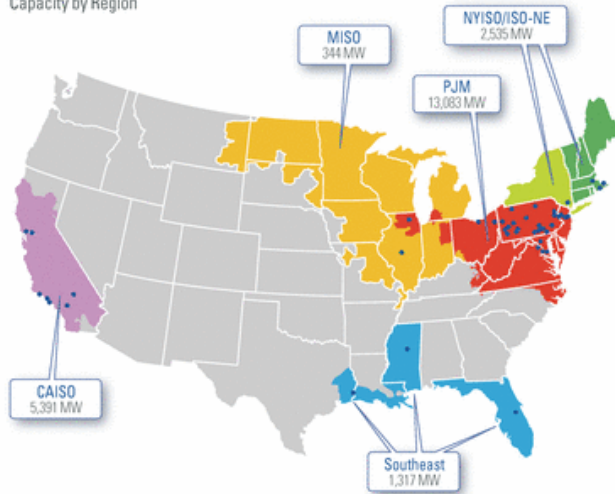 Capacity by Region
NYISO/ISO-NE
2,535 MW
MISO
344 MW
PJM
13,083 MW
CAISO
5,391 MW
Southeast
1,317 MW